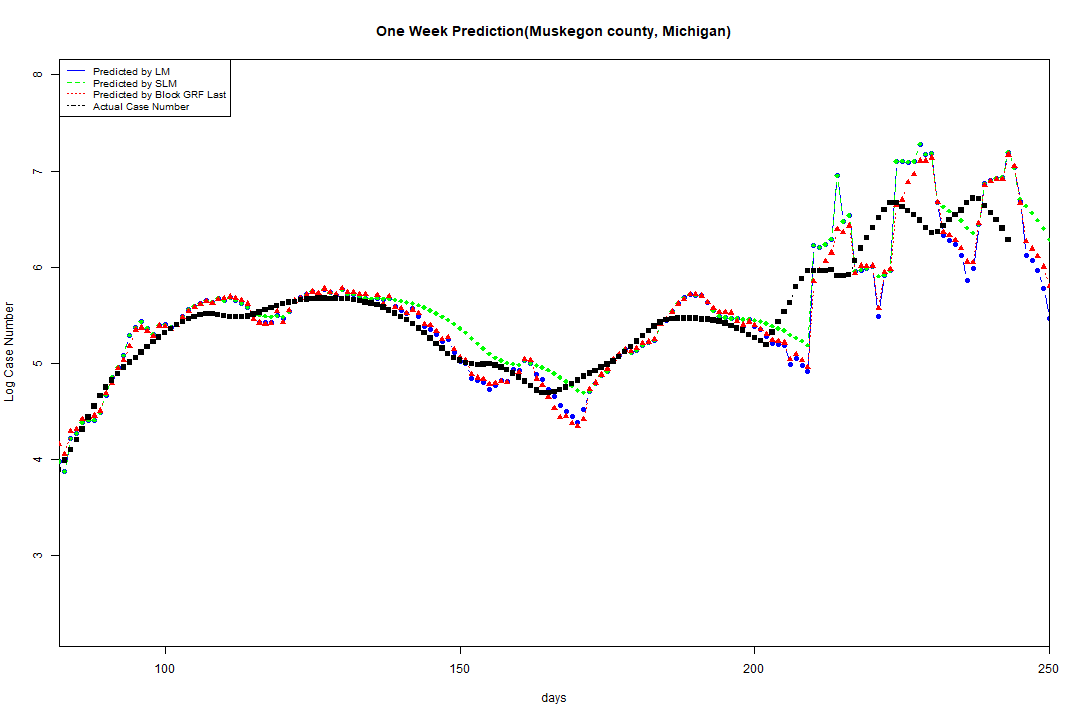 One Week Prediction(Muskegon county, Michigan)
Predicted by LM
Predicted by SLM
Predicted by Block GRF Last
Actual Case Number
8
7
6
5
4
3
Log Case Number
100 150 200 250
days